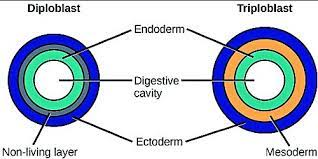 Diploblast
Triploblast
Endoderm
Digestive
cavity
Ectoderm
Non-living layer
Mesoderm